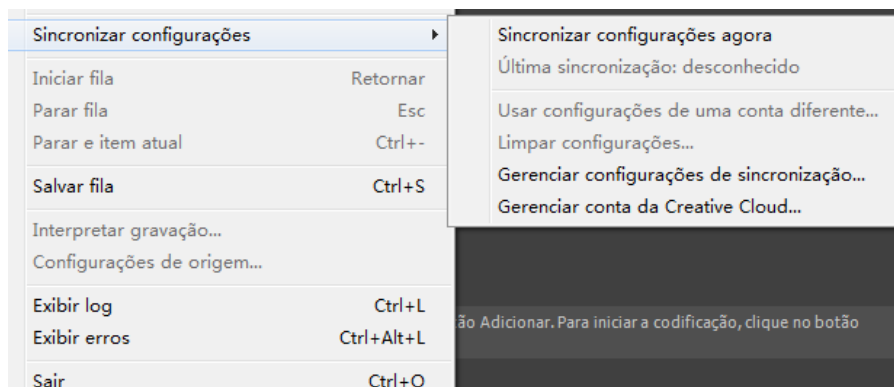 Sincronizar configurações
Iniciar fila Retornar
Parar fila Esc
Parar e item atual Ctrl+-
Salvar fila Ctrl+S
Interpretar gravação...
Configurações de origem...
Exibir log Ctrl+L
Exibir erros Ctrl+Alt+L
Sair Ctrl+Q
Sincronizar configurações agora
Última sincronização: desconhecido
Usar configurações de uma conta diferente...
Limpar configurações...
Gerenciar configurações de sincronização...
Gerenciar conta da Creative Cloud...
ão Adicionar. Para iniciar a codificação, clique no botão